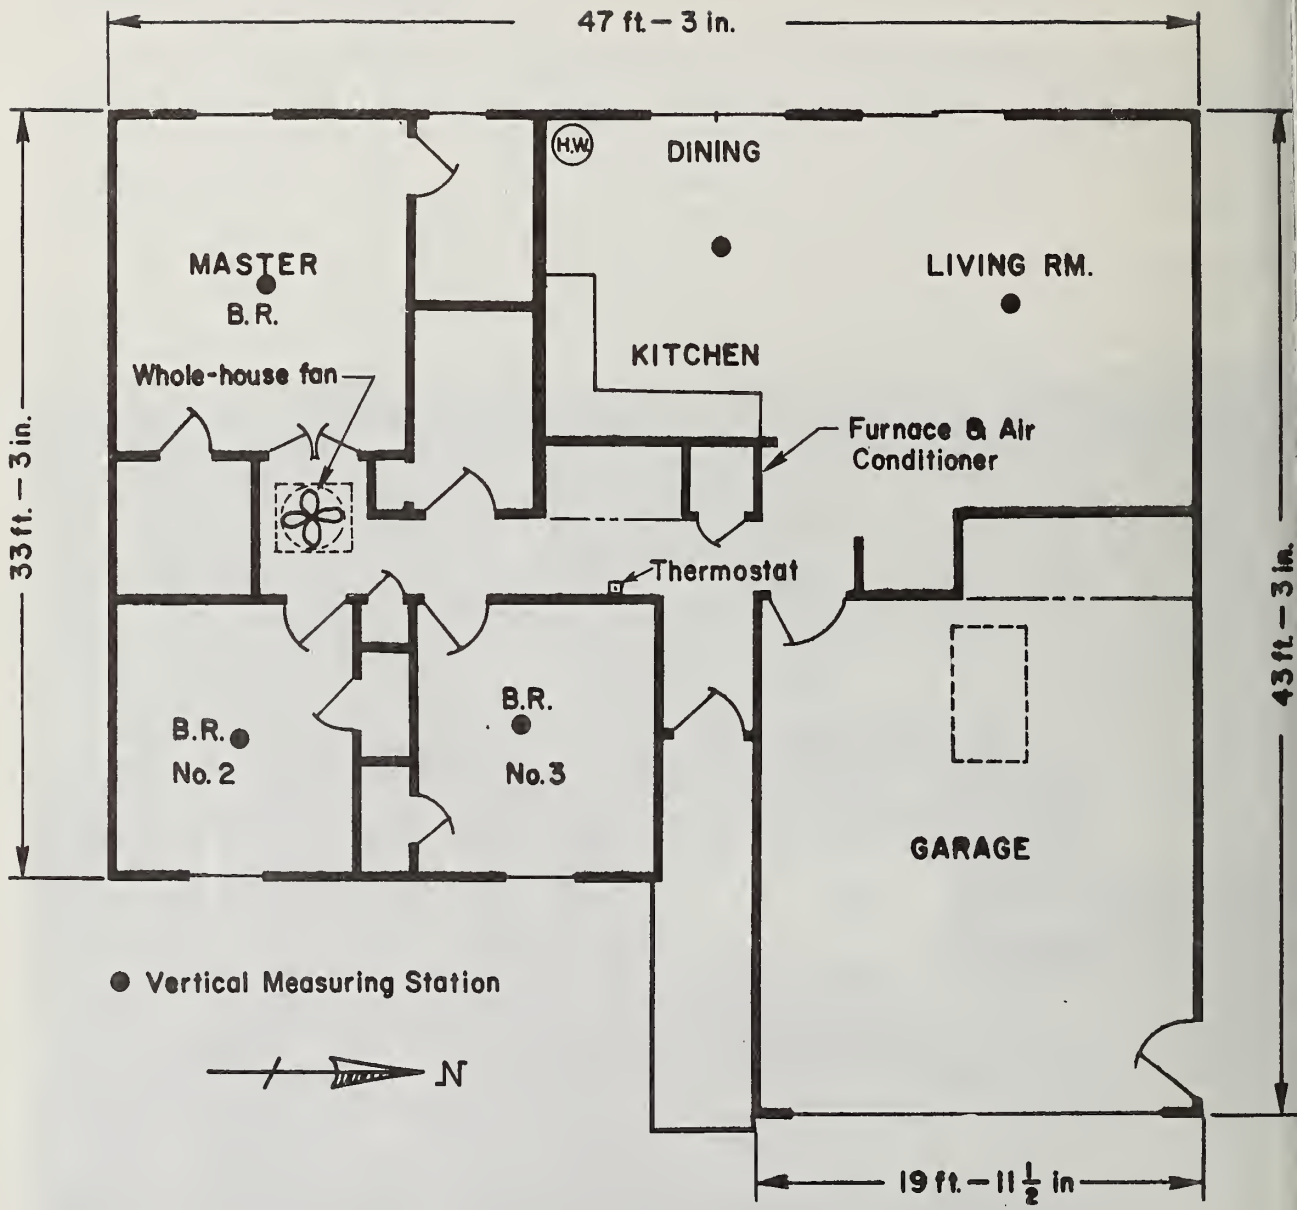 47 ft. – 3 in.
H.W.
DINING
MASTER
B.R.
LIVING RM.
KITCHEN
Whole-house fan
Furnace & Air
Conditioner
33 ft. – 3 in.
Thermostat
43 ft. – 3 in.
B.R.
No. 2
B.R.
No. 3
GARAGE
Vertical Measuring Station
N
19 ft. – 11 1/2 in